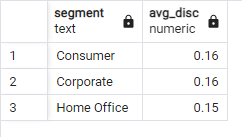 segment avg_disc
text numeric
1 Consumer 0.16
2 Corporate 0.16
3 Home Office 0.15